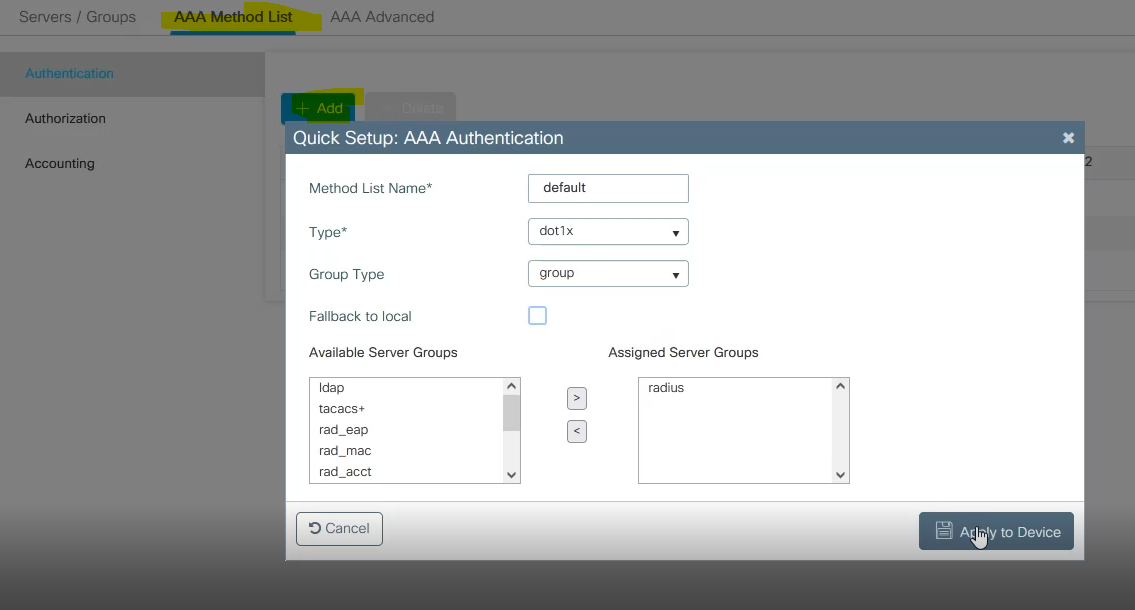 Servers / Groups AAA Method List AAA Advanced
Authentication
Authorization
Accounting
+ Add Delete
Quick Setup: AAA Authentication
2
Method List Name* default
Type* dot1x
Group Type group
Fallback to local
Available Server Groups Assigned Server Groups
ldap
tacacs+
rad_eap
rad_mac
rad_acct
>
<
radius
Cancel
Apply to Device